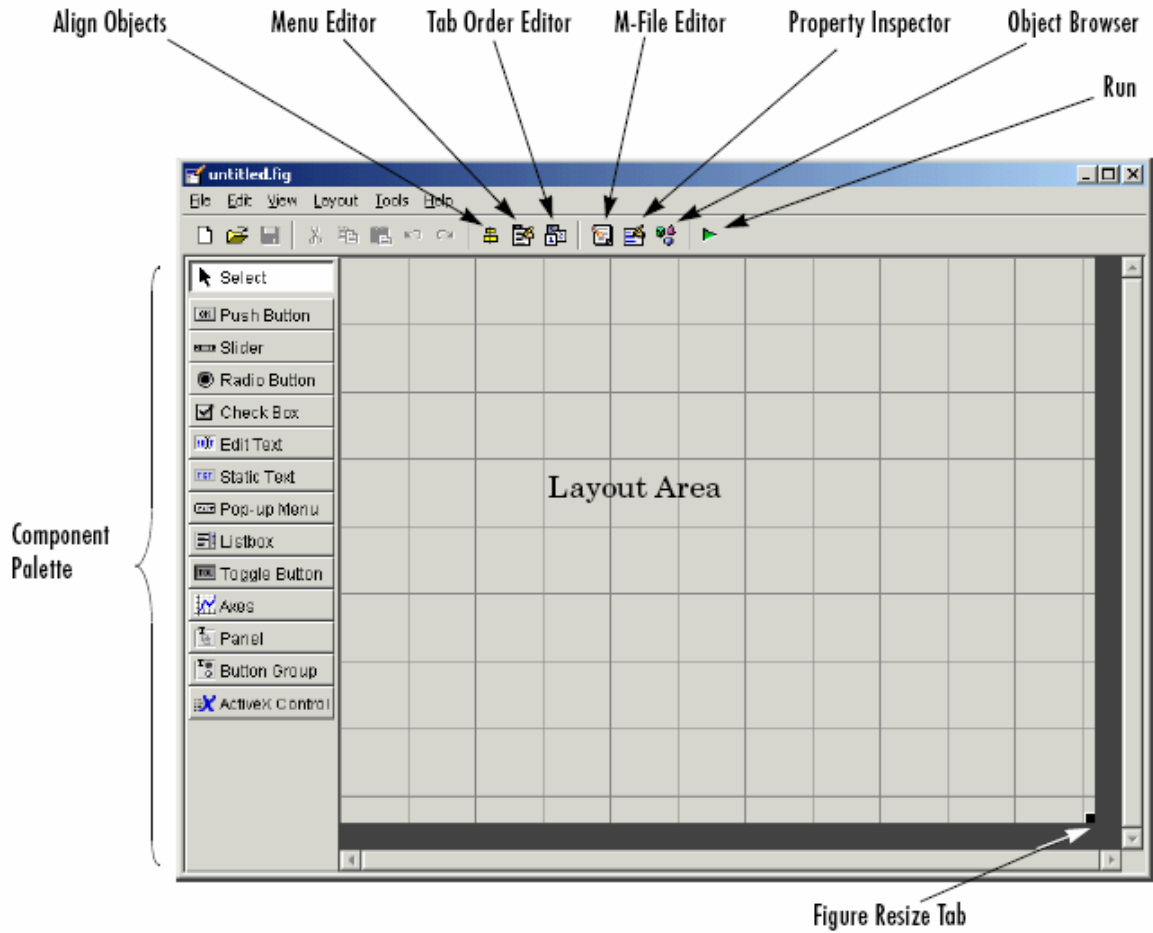 Align Objects
Menu Editor
Tab Order Editor
M-File Editor
Property Inspector
Object Browser
Run
untitled.fig
File Edit View Layout Tools Help
Select
Push Button
Slider
Radio Button
Check Box
Edit Text
Static Text
Pop-up Menu
Listbox
Toggle Button
Axes
Panel
Button Group
ActiveX Control
Layout Area
Component
Palette
Figure Resize Tab